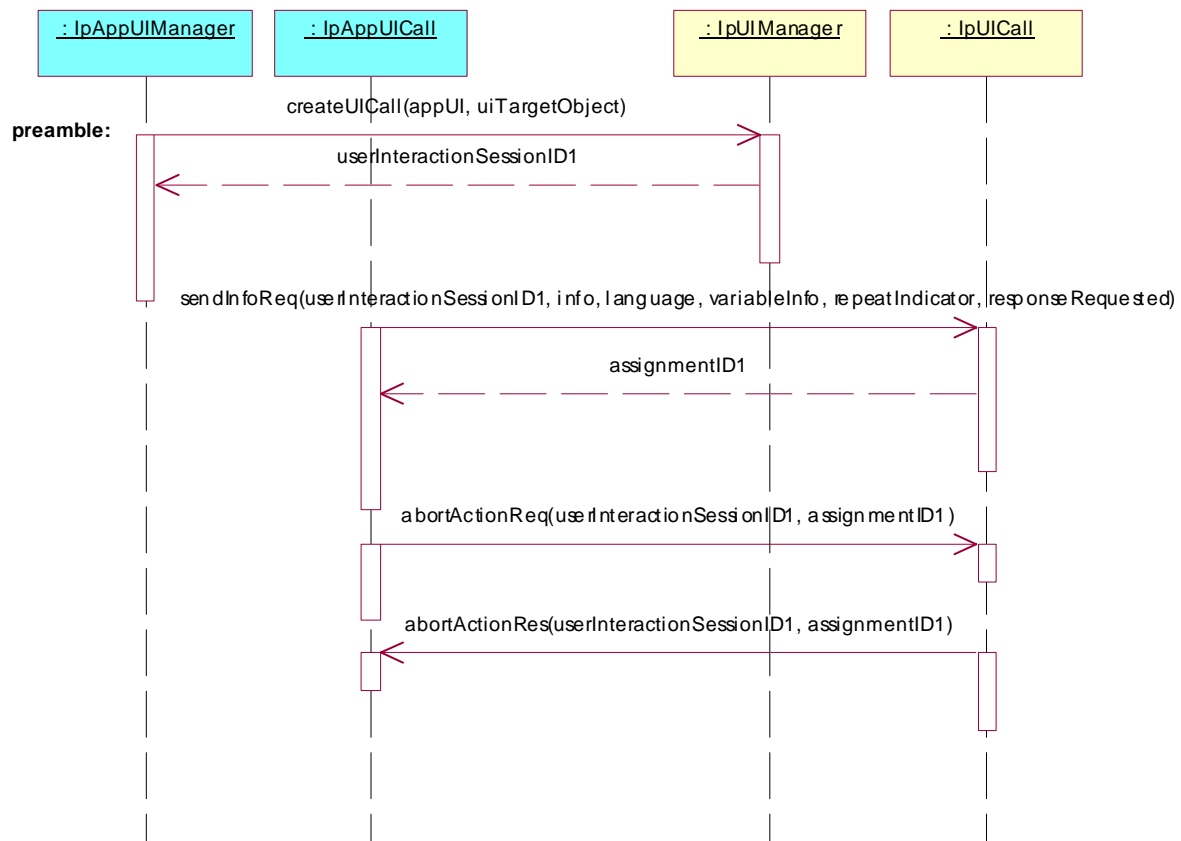 : IpAppUIManager
: IpAppUICall
: IpUIManager
: IpUICall
createUICall(appUI, uiTargetObject)
preamble:
userInteractionSessionID1
sendInfoReq(userInteractionSessionID1, info, language, variableInfo, repeatIndicator, responseRequested)
assignmentID1
abortActionReq(userInteractionSessionID1, assignmentID1)
abortActionRes(userInteractionSessionID1, assignmentID1)